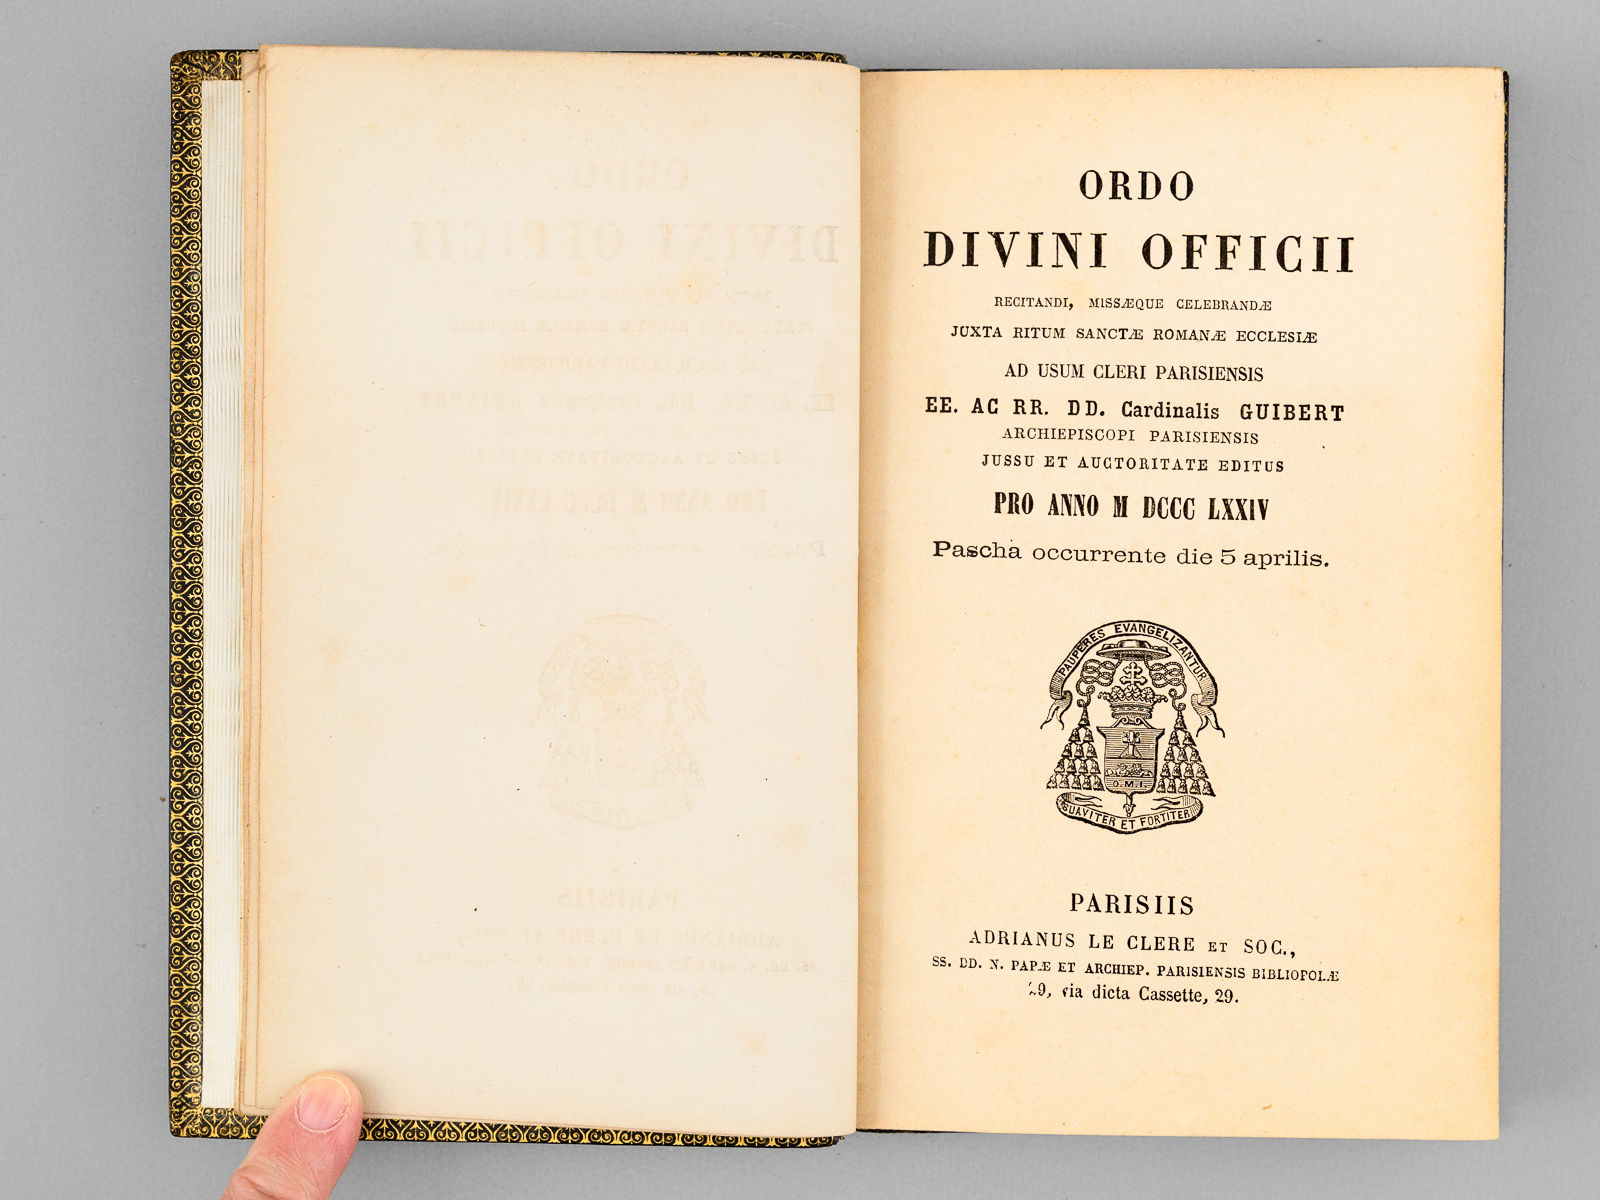 ORDO
DIVINI OFFICII
RECITANDI, MISSÆQUE CELEBRANDÆ
JUXTA RITUM SANCTÆ ROMANÆ ECCLESIÆ
AD USUM CLERI PARISIENSIS
EE. AC RR. DD. Cardinalis GUIBERT
ARCHIEPISCOPI PARISIENSIS
JUSSU ET AUCTORITATE EDITUS
PRO ANNO M DCCC LXXIV
Pascha occurrente die 5 aprilis.
PAUPERES EVANGELIZANTUR
O.M.I.
SUAVITER ET FORTITER
PARISIIS
ADRIANUS LE CLERE ET SOC.,
SS. DD. N. PAPÆ ET ARCHIEP. PARISIENSIS BIBLIOPOLÆ
29, via dicta Cassette, 29.